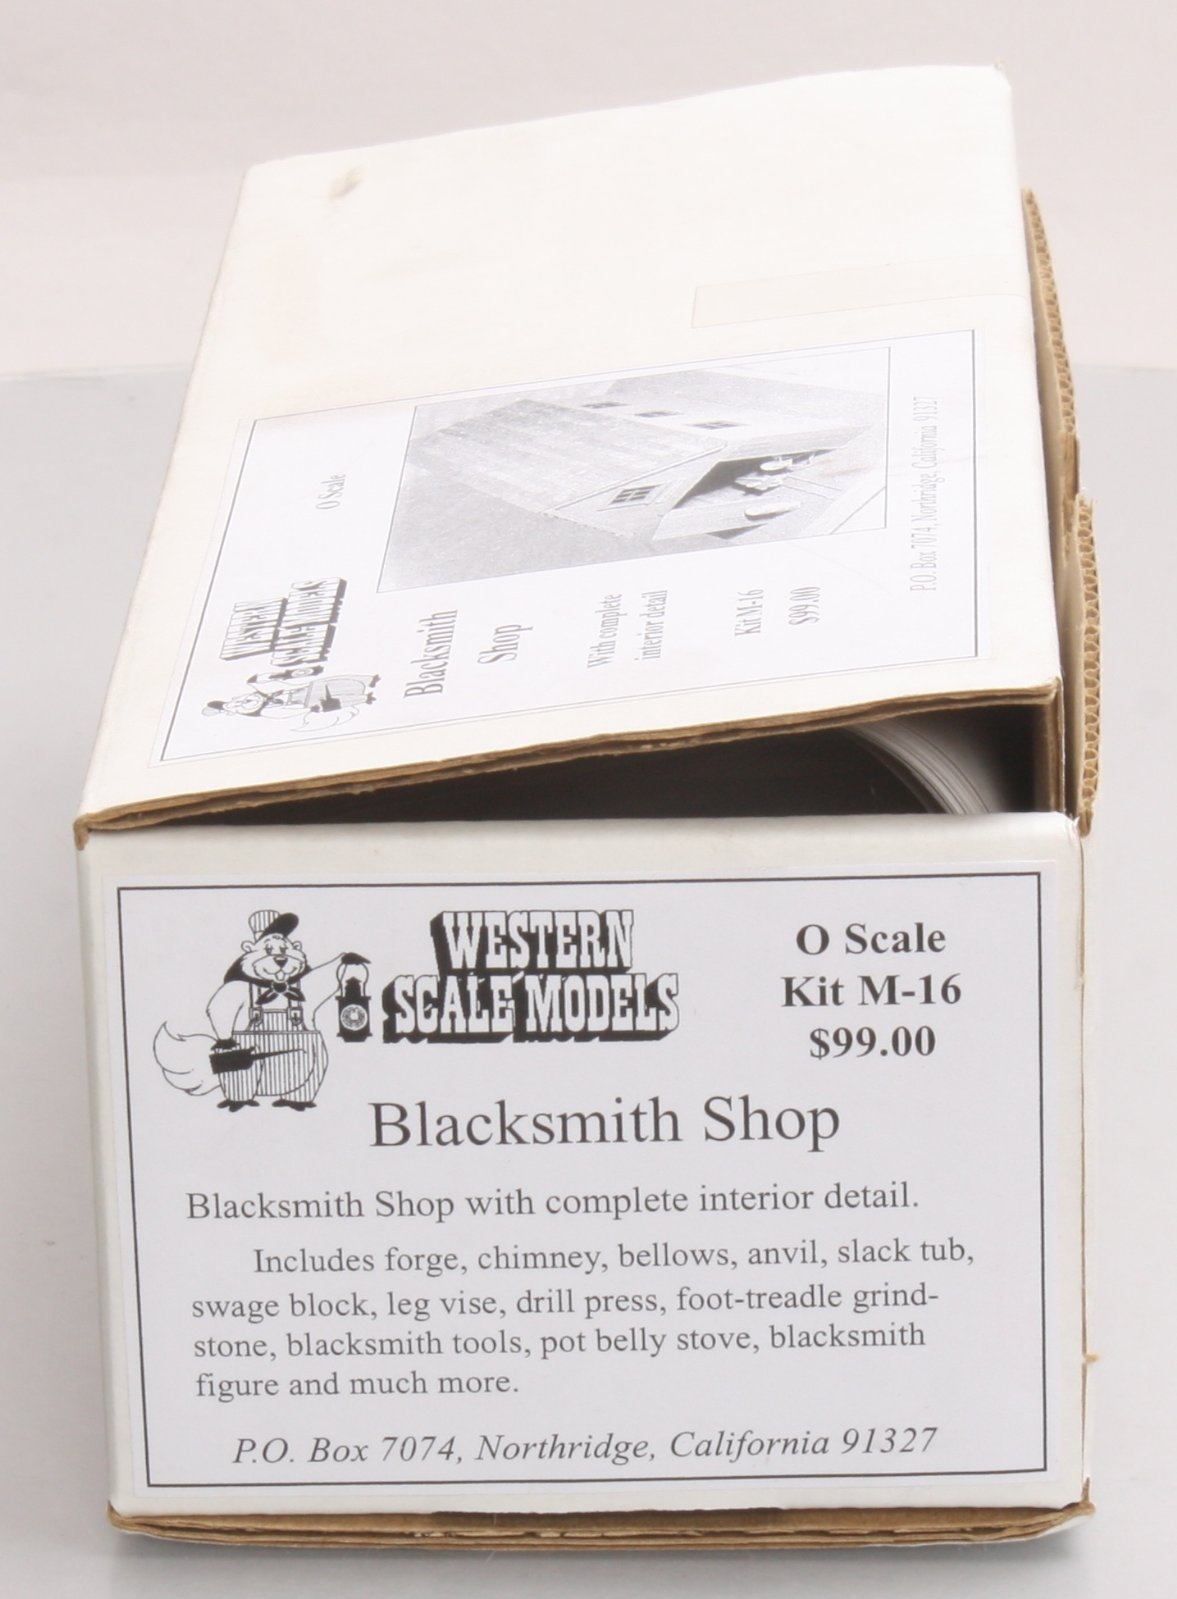 O Scale
WESTERN
SCALE MODELS
Blacksmith
Shop
With complete
interior detail
Kit M-16
$99.00
P.O. Box 7074, Northridge, California 91327
WESTERN
SCALE MODELS
O Scale
Kit M-16
$99.00
Blacksmith Shop
Blacksmith Shop with complete interior detail.
Includes forge, chimney, bellows, anvil, slack tub,
swage block, leg vise, drill press, foot-treadle grind-
stone, blacksmith tools, pot belly stove, blacksmith
figure and much more.
P.O. Box 7074, Northridge, California 91327